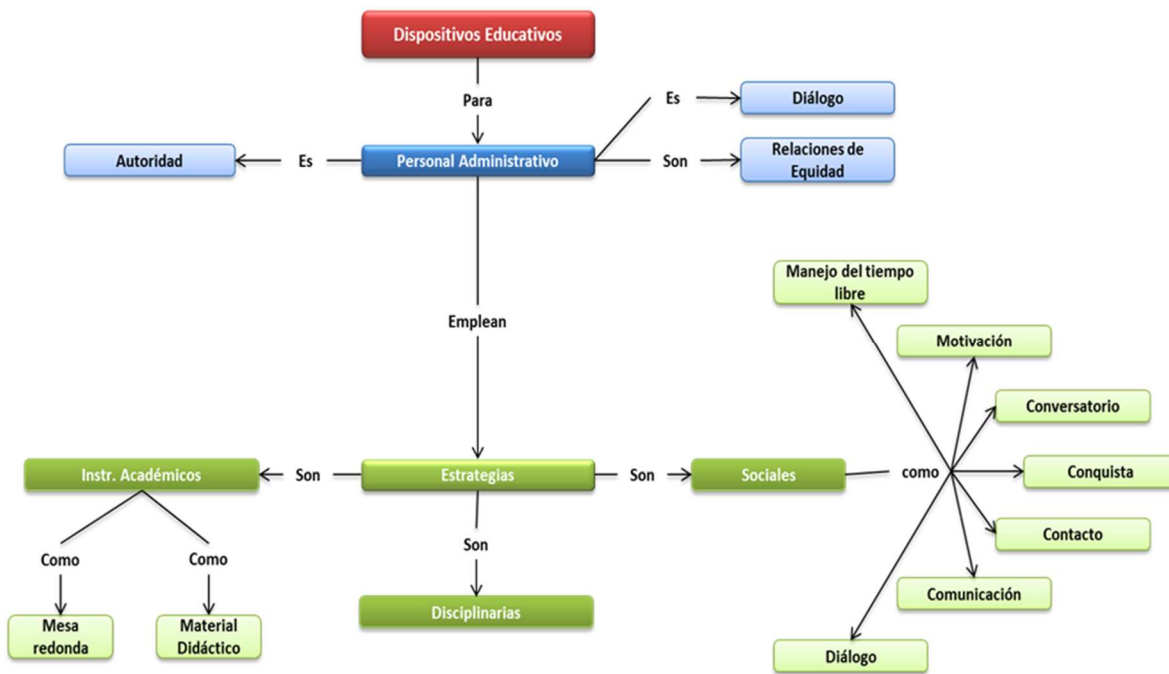 Dispositivos Educativos
Para
Es
Diálogo
Autoridad
Es
Personal Administrativo
Son
Relaciones de
Equidad
Manejo del tiempo
libre
Emplean
Motivación
Conversatorio
Instr. Académicos
Son
Estrategias
Son
Sociales
como
Conquista
Son
Contacto
Como
Como
Comunicación
Disciplinarias
Mesa
redonda
Material
Didáctico
Diálogo